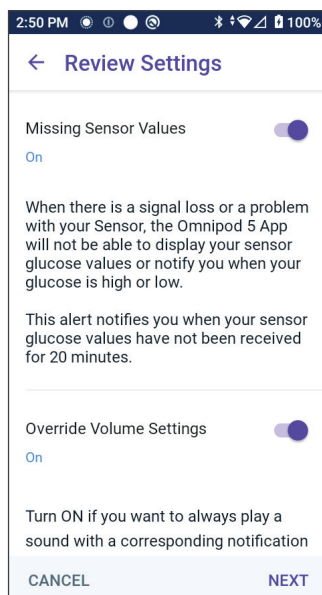 2:50 PM 100%
Review Settings
Missing Sensor Values
On
When there is a signal loss or a problem
with your Sensor, the Omnipod 5 App
will not be able to display your sensor
glucose values or notify you when your
glucose is high or low.
This alert notifies you when your sensor
glucose values have not been received
for 20 minutes.
Override Volume Settings
On
Turn ON if you want to always play a
sound with a corresponding notification
CANCEL NEXT